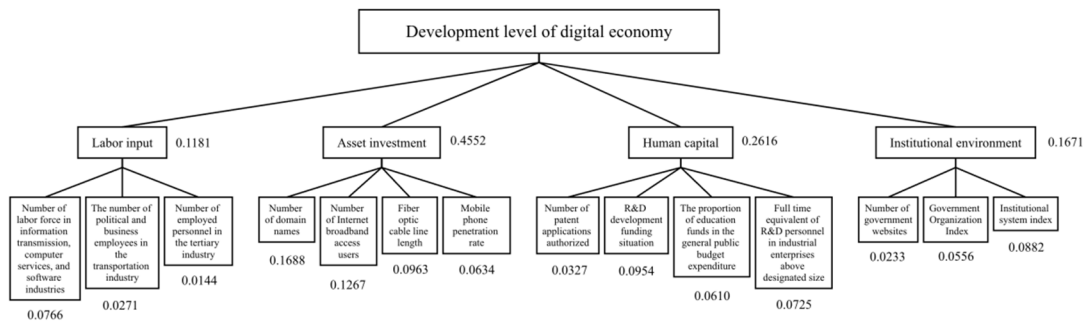 Development level of digital economy
Labor input
0.1181
Asset investment
0.4552
Human capital
0.2616
Institutional environment
0.1671
Number of
labor force in
information
transmission,
computer
services, and
software
industries
0.0766
The number of
political and
business
employees in
the
transportation
industry
0.0271
Number of
employed
personnel in
the tertiary
industry
0.0144
Number
of domain
names
0.1688
Number
of Internet
broadband
access
users
0.1267
Fiber
optic
cable line
length
0.0963
Mobile
phone
penetration
rate
0.0634
Number of
patent
applications
authorized
0.0327
R&D
development
funding
situation
0.0954
The proportion
of education
funds in the
general public
budget
expenditure
0.0610
Full time
equivalent of
R&D personnel
in industrial
enterprises
above
designated size
0.0725
Number of
government
websites
0.0233
Government
Organization
Index
0.0556
Institutional
system index
0.0882